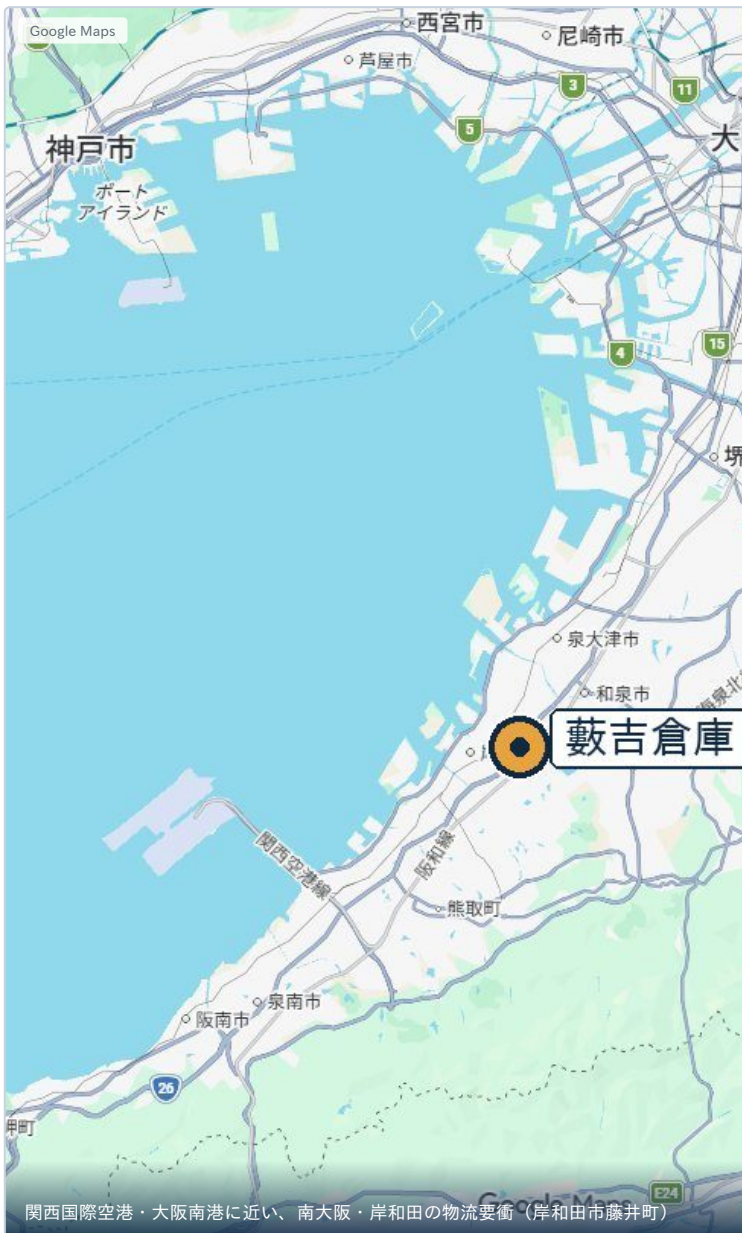 Google Maps
西宮市
尼崎市
芦屋市
3
11
5
大
神戸市
ポート
アイランド
15
4
堺
泉大津市
和泉市
藪吉倉庫
関西空港線
阪和線
熊取町
泉南市
阪南市
26
岬町
Google Maps
E24
関西国際空港・大阪南港に近い、南大阪・岸和田の物流要衝（岸和田市藤井町）